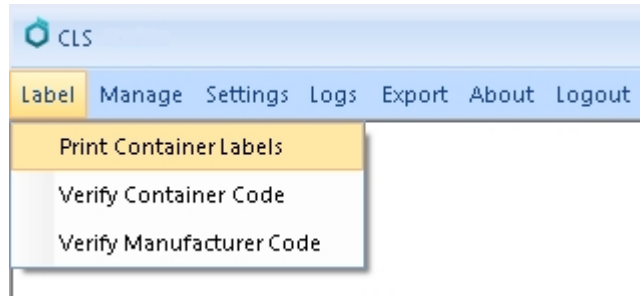 CLS
Label Manage Settings Logs Export About Logout
Print Container Labels
Verify Container Code
Verify Manufacturer Code